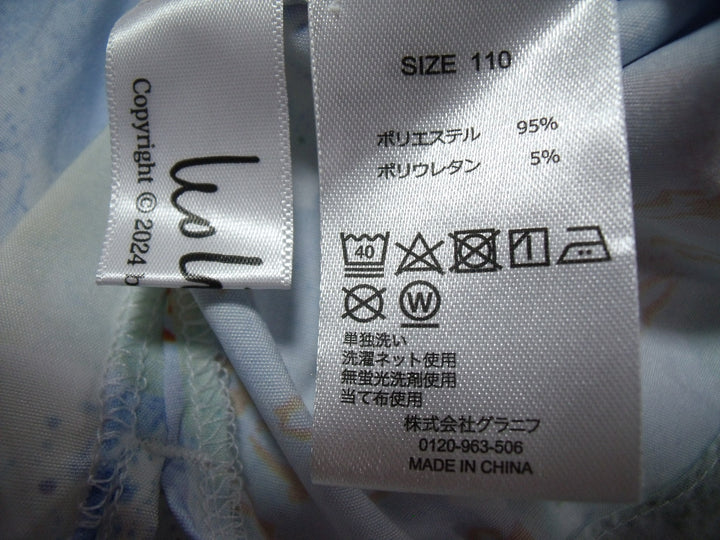 Copyright © 2024 b
SIZE 110
ポリエステル 95%
ポリウレタン 5%
40
W
単独洗い
洗濯ネット使用
無蛍光洗剤使用
当て布使用
株式会社グラニフ
0120-963-506
MADE IN CHINA